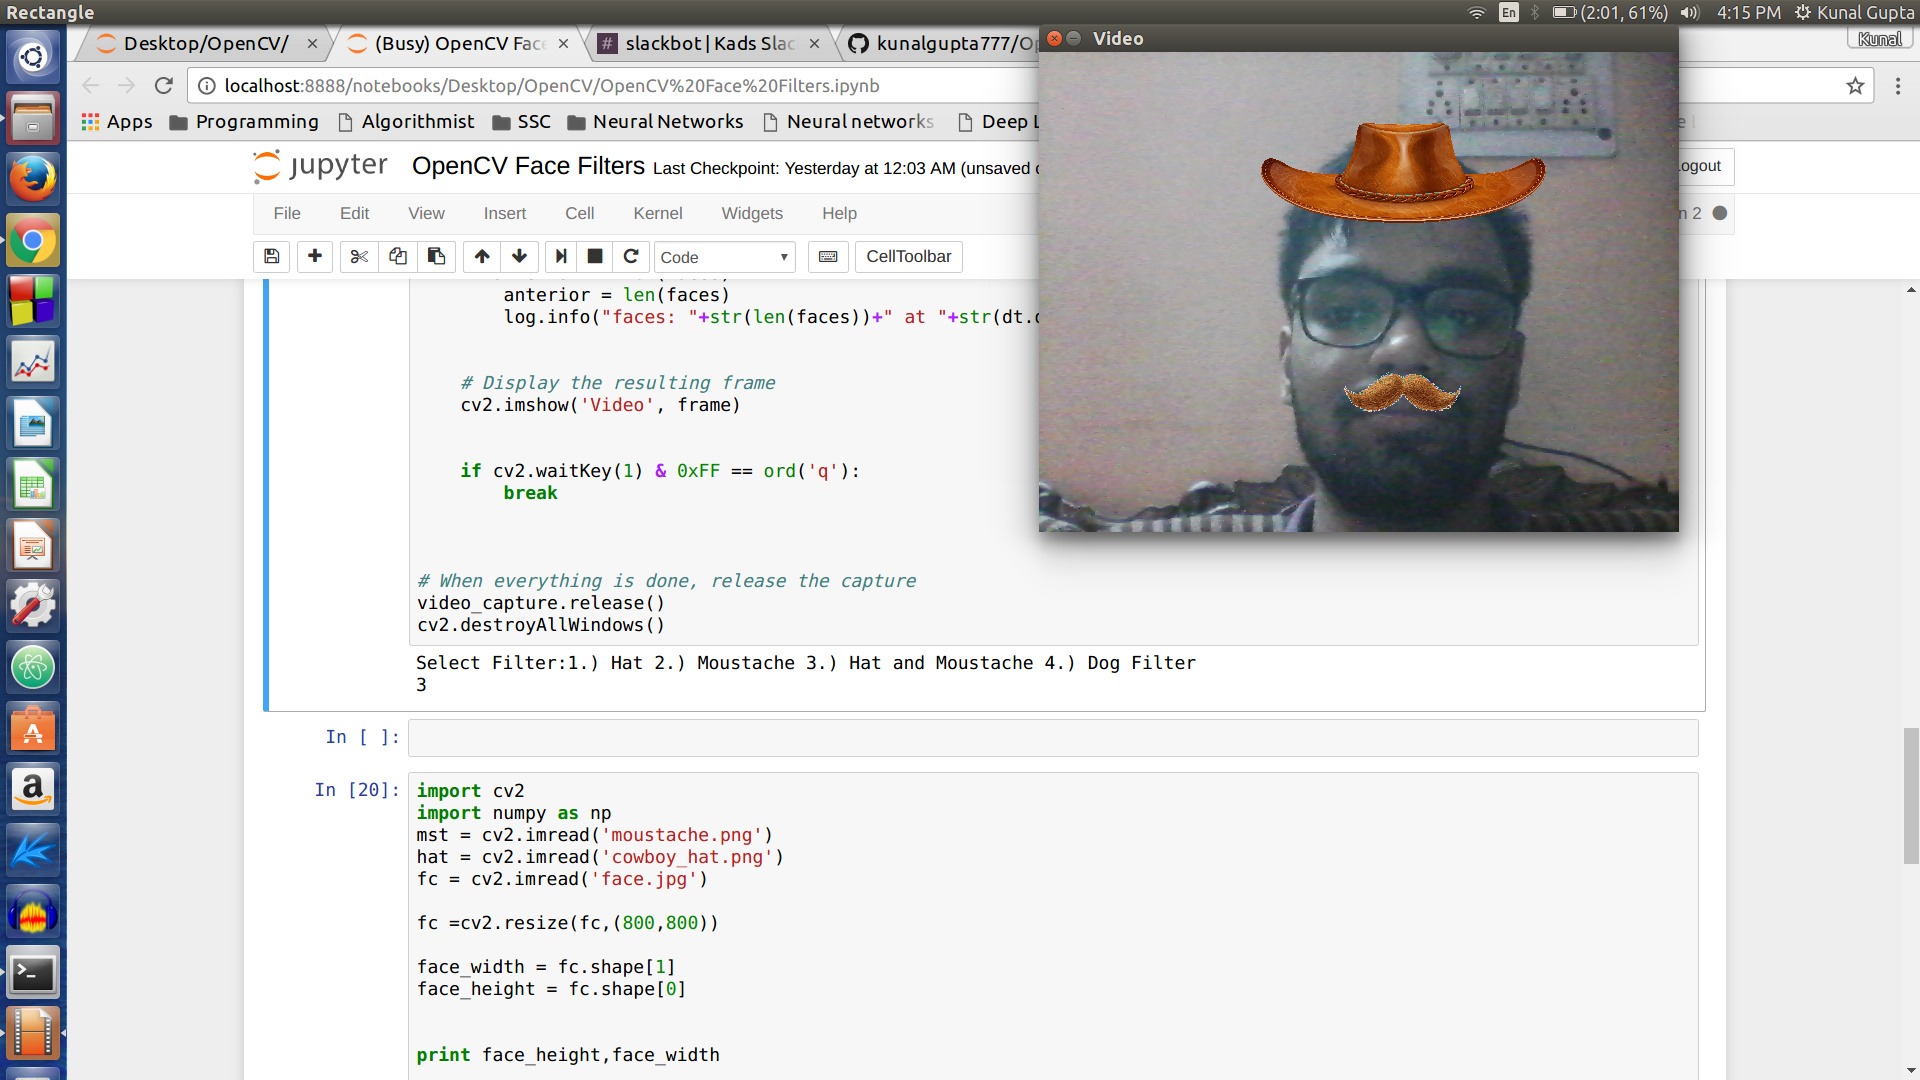 Rectangle
En (2:01, 61%) 4:15 PM Kunal Gupta
Desktop/OpenCV/ (Busy) OpenCV Face slackbot | Kads Slac kunalgupta777/Op Video Kunal
localhost:8888/notebooks/Desktop/OpenCV/OpenCV%20Face%20Filters.ipynb
Apps Programming Algorithmist SSC Neural Networks Neural networks Deep L
jupyter OpenCV Face Filters Last Checkpoint: Yesterday at 12:03 AM (unsaved c ogout
File Edit View Insert Cell Kernel Widgets Help n 2
Code CellToolbar
anterior = len(faces)
log.info("faces: "+str(len(faces))+" at "+str(dt.d
# Display the resulting frame
cv2.imshow('Video', frame)
if cv2.waitKey(1) & 0xFF == ord('q'):
break
# When everything is done, release the capture
video_capture.release()
cv2.destroyAllWindows()
Select Filter:1.) Hat 2.) Moustache 3.) Hat and Moustache 4.) Dog Filter
3
In [ ]:
In [20]: import cv2
import numpy as np
mst = cv2.imread('moustache.png')
hat = cv2.imread('cowboy_hat.png')
fc = cv2.imread('face.jpg')
fc =cv2.resize(fc,(800,800))
face_width = fc.shape[1]
face_height = fc.shape[0]
print face_height,face_width